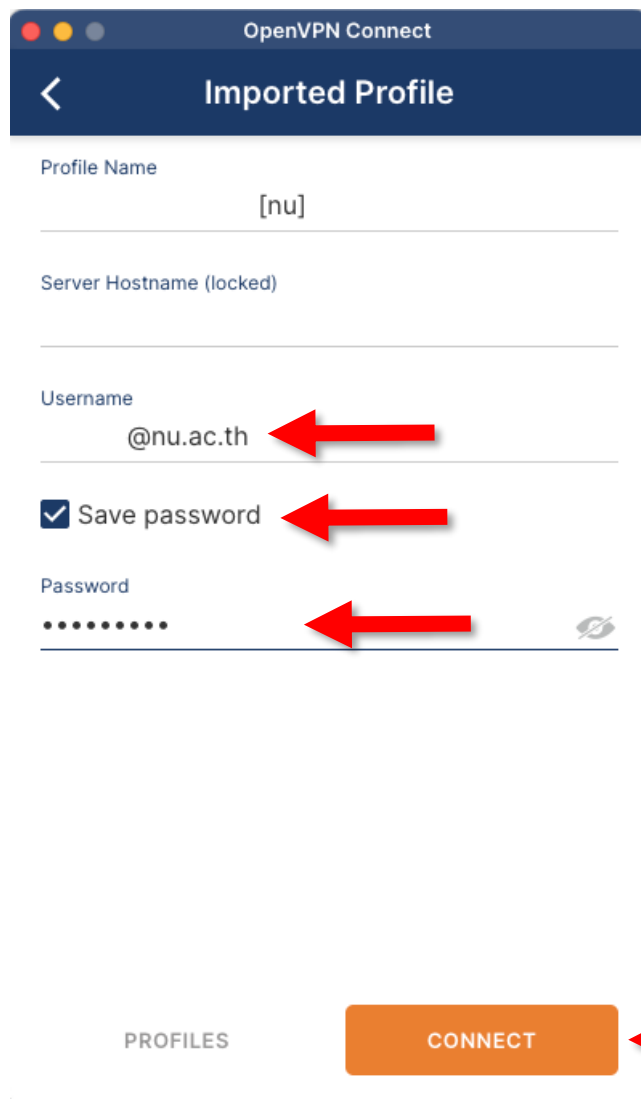 OpenVPN Connect
Imported Profile
Profile Name
[nu]
Server Hostname (locked)
Username
@nu.ac.th
Save password
Password
•••••••••
PROFILES
CONNECT